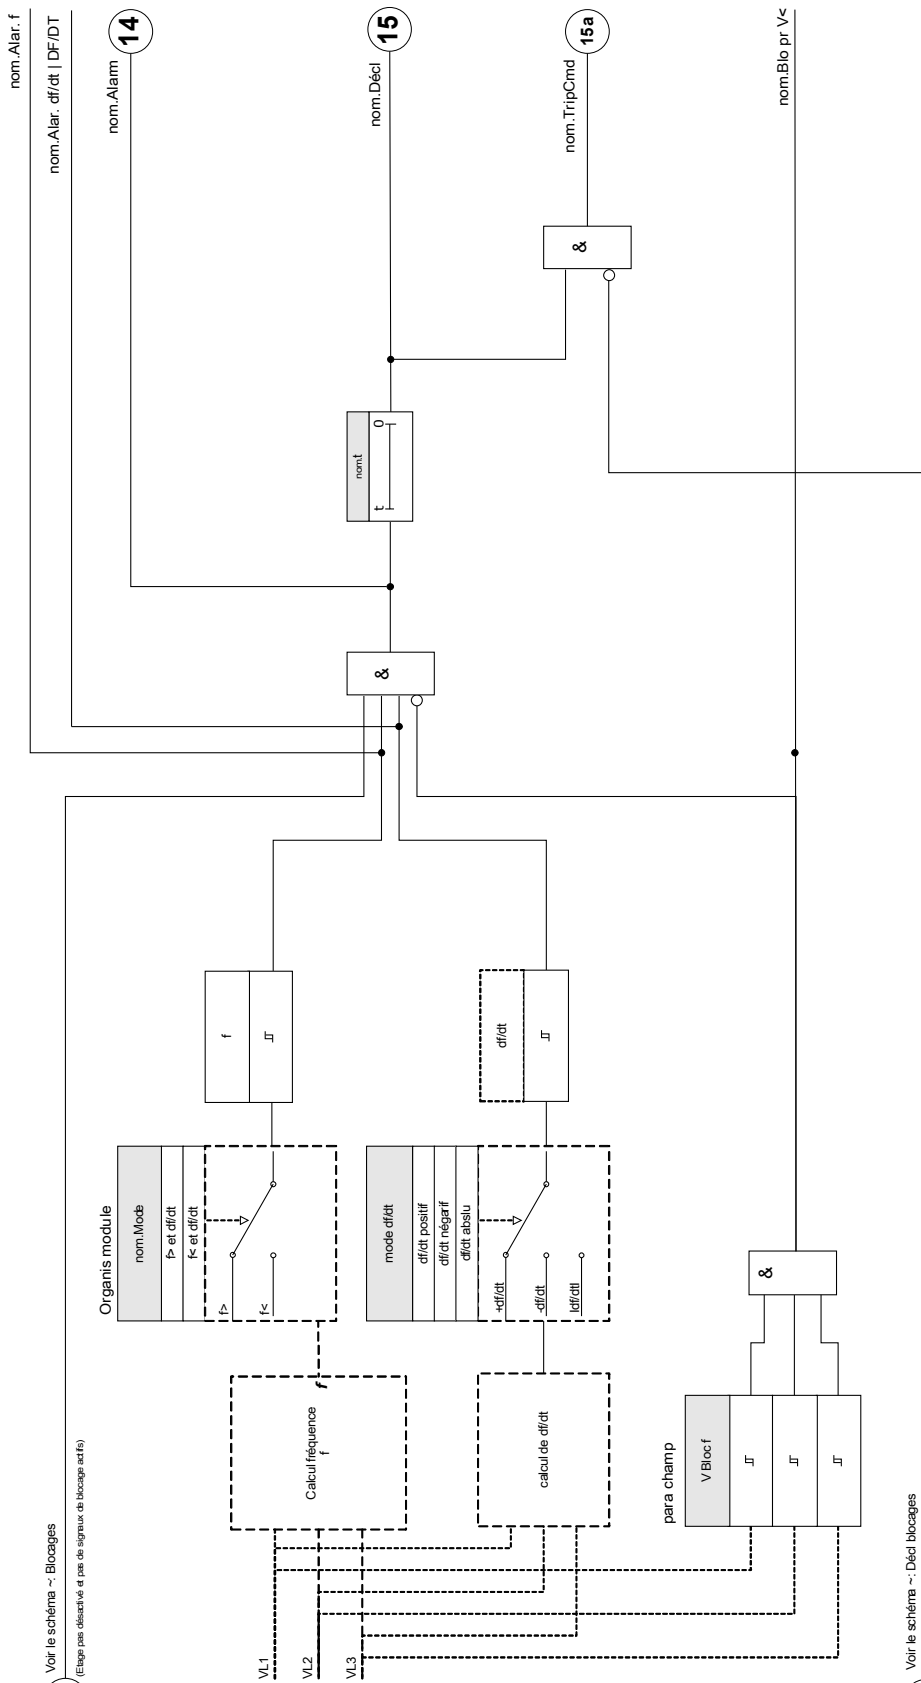 Voir le schéma ~: Blocages
(Etage pas désactivé et pas de signaux de blocage actifs)
VL1
VL2
VL3
Calcul fréquence
f
f
Organis module
nom.Mode
f> et df/dt
f< et df/dt
f>
f<
f
nom.Alar. f
nom.Alar. df/dt | DF/DT
14
nom.Alarm
calcul de df/dt
mode df/dt
df/dt positif
df/dt négarif
df/dt abslu
+df/dt
-df/dt
Idf/dtI
df/dt
&
nom.t
t
0
15
nom.Décl
&
15a
nom.TripCmd
para champ
V Bloc f
&
nom.Blo pr V<
Voir le schéma ~: Décl blocages